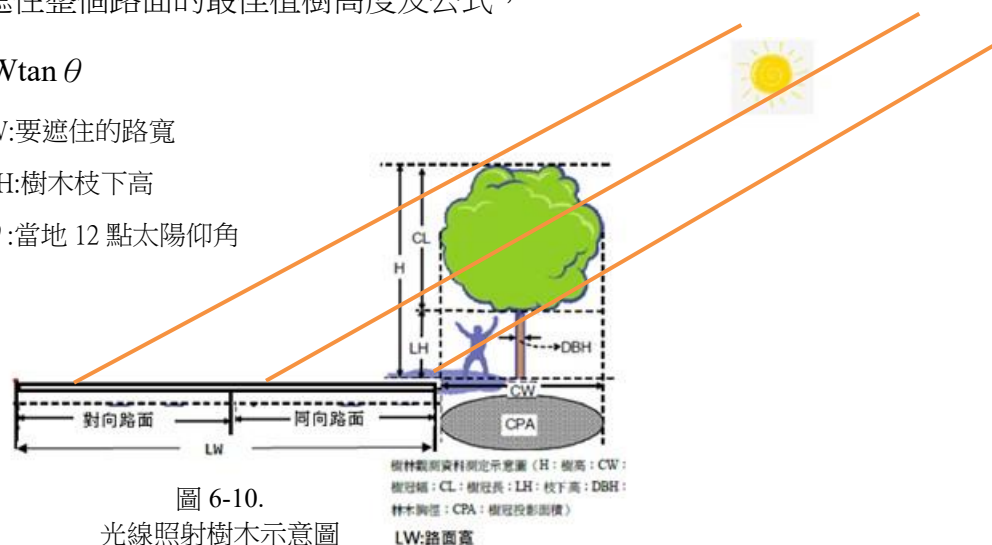 遮住整個路面的最佳植樹高度及公式，
Wtan θ
:要遮住的路寬
H:樹木枝下高
:當地 12 點太陽仰角
H
CL
LH
DBH
CW
CPA
對向路面
同向路面
LW
樹林觀測資料測定示意圖（H：樹高：CW：
樹冠幅：CL：樹冠長：LH：枝下高：DBH：
林木胸徑：CPA：樹冠投影面積）
LW:路面寬
圖 6-10.
光線照射樹木示意圖